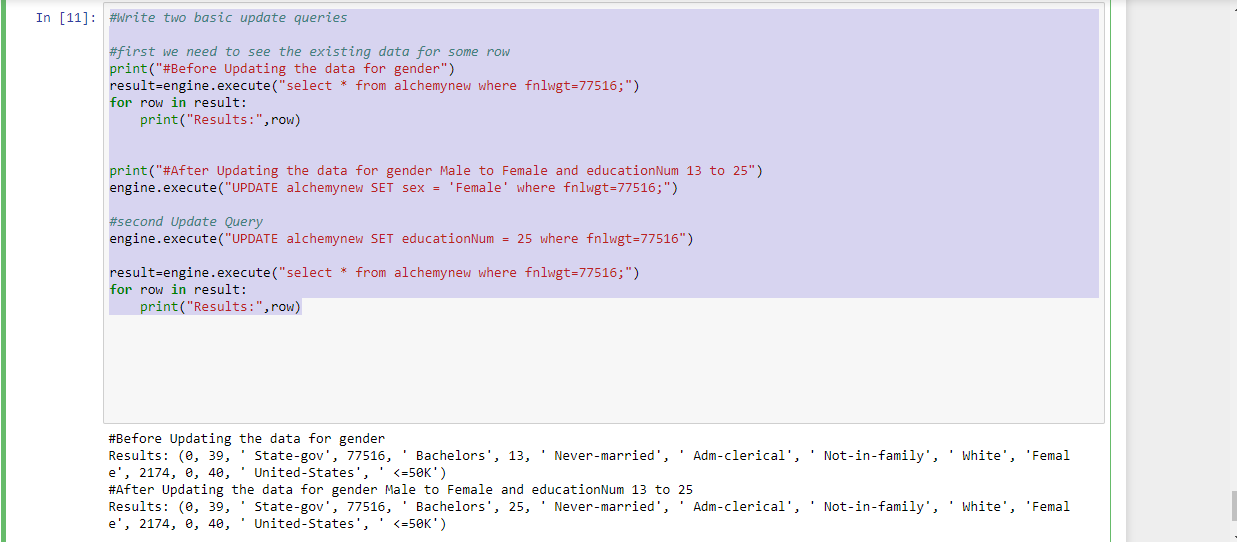 In [11]: #Write two basic update queries
#first we need to see the existing data for some row
print("#Before Updating the data for gender")
result=engine.execute("select * from alchemynew where fnlwgt=77516;")
for row in result:
    print("Results:",row)
print("#After Updating the data for gender Male to Female and educationNum 13 to 25")
engine.execute("UPDATE alchemynew SET sex = 'Female' where fnlwgt=77516;")
#second Update Query
engine.execute("UPDATE alchemynew SET educationNum = 25 where fnlwgt=77516")
result=engine.execute("select * from alchemynew where fnlwgt=77516;")
for row in result:
    print("Results:",row)
#Before Updating the data for gender
Results: (0, 39, ' State-gov', 77516, ' Bachelors', 13, ' Never-married', ' Adm-clerical', ' Not-in-family', ' White', 'Femal
e', 2174, 0, 40, ' United-States', ' <=50K')
#After Updating the data for gender Male to Female and educationNum 13 to 25
Results: (0, 39, ' State-gov', 77516, ' Bachelors', 25, ' Never-married', ' Adm-clerical', ' Not-in-family', ' White', 'Femal
e', 2174, 0, 40, ' United-States', ' <=50K')